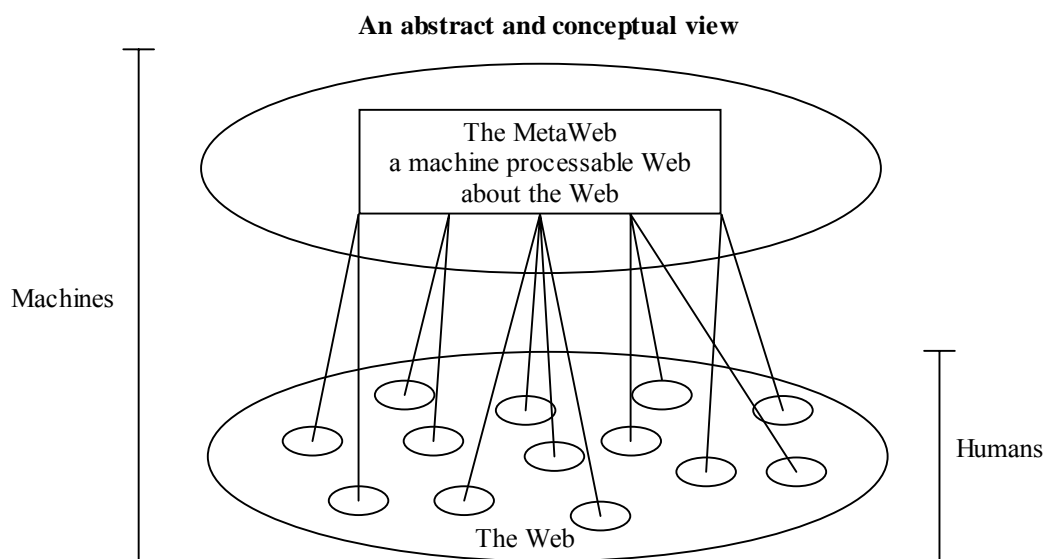 An abstract and conceptual view
The MetaWeb
a machine processable Web
about the Web
Machines
Humans
The Web